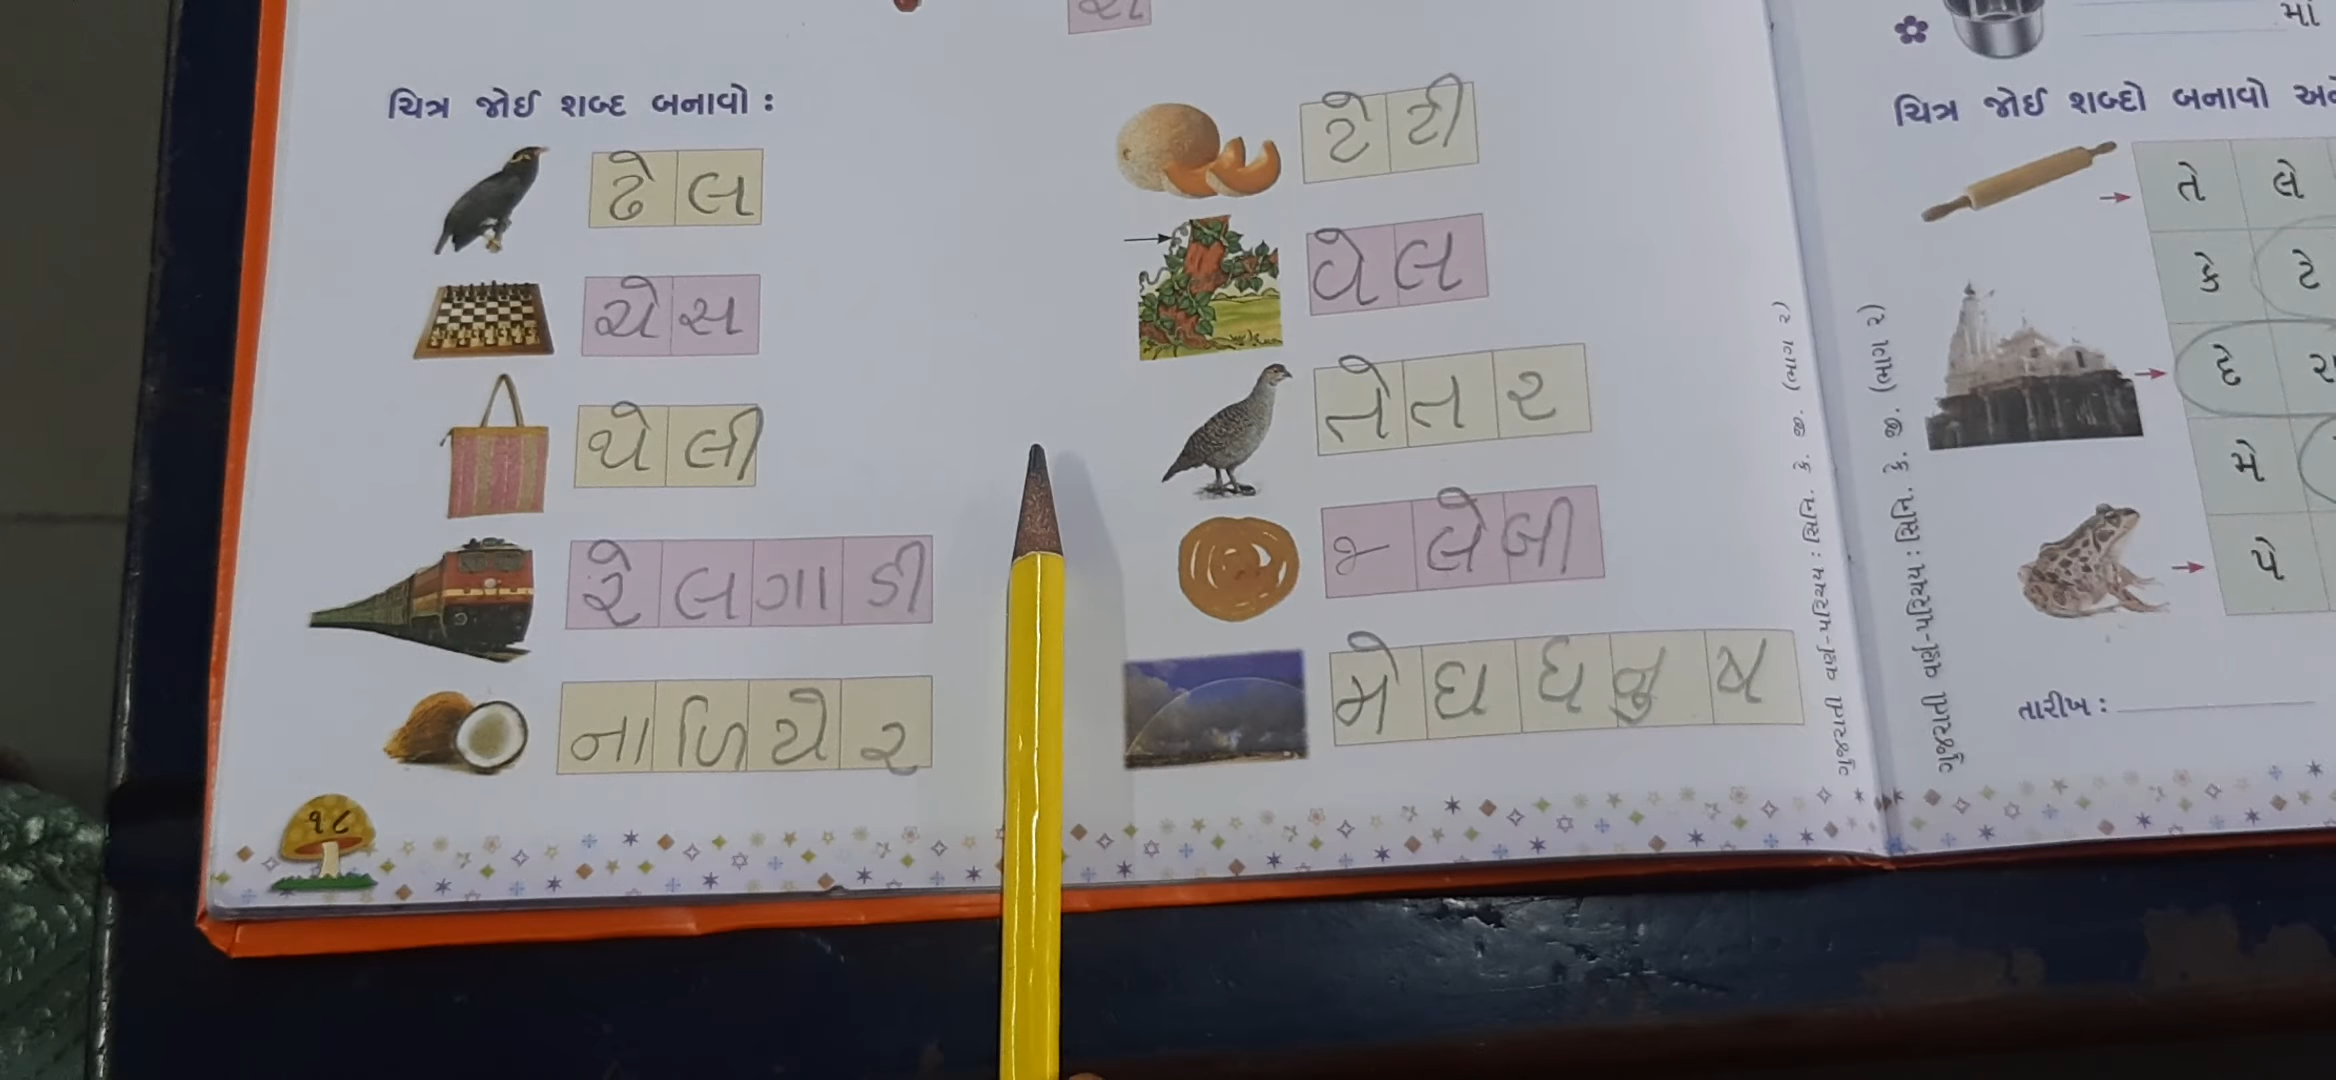 ચિત્ર જોઈ શબ્દ બનાવો :
ઢેલ
ચેસ
થેલી
રેલગાડી
નાળિયેર
૧૮
ટેટી
વેલ
તેતર
જલેબી
મેઘધનુષ
ગુજરાતી વર્ણ-પરિચય : સિનિ. કે. જી. (ભાગ ૨)
ગુજરાતી વર્ણ-પરિચય : સિનિ. કે. જી. (ભાગ ૨)
માં
ચિત્ર જોઈ શબ્દો બનાવો
તે લે
કે ટે
દે
મે
પે
તારીખ :